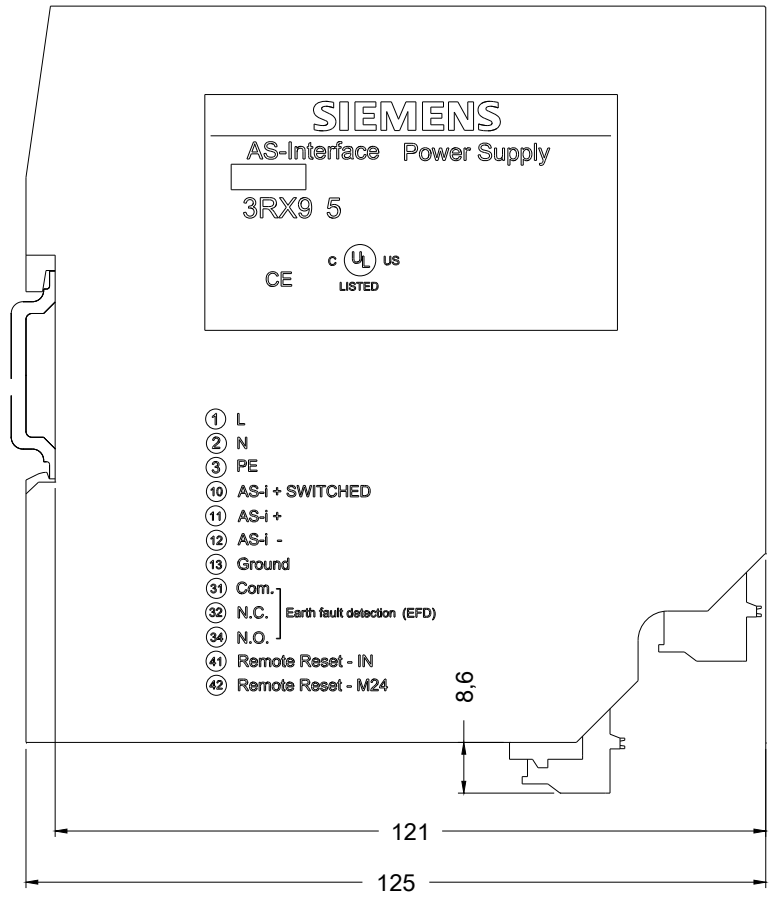 SIEMENS
AS-Interface Power Supply
3RX9 5
C UL US
LISTED
CE
1 L
2 N
3 PE
10 AS-i + SWITCHED
11 AS-i +
12 AS-i -
13 Ground
31 Com.
32 N.C. Earth fault detection (EFD)
34 N.O.
41 Remote Reset - IN
42 Remote Reset - M24
8,6
121
125